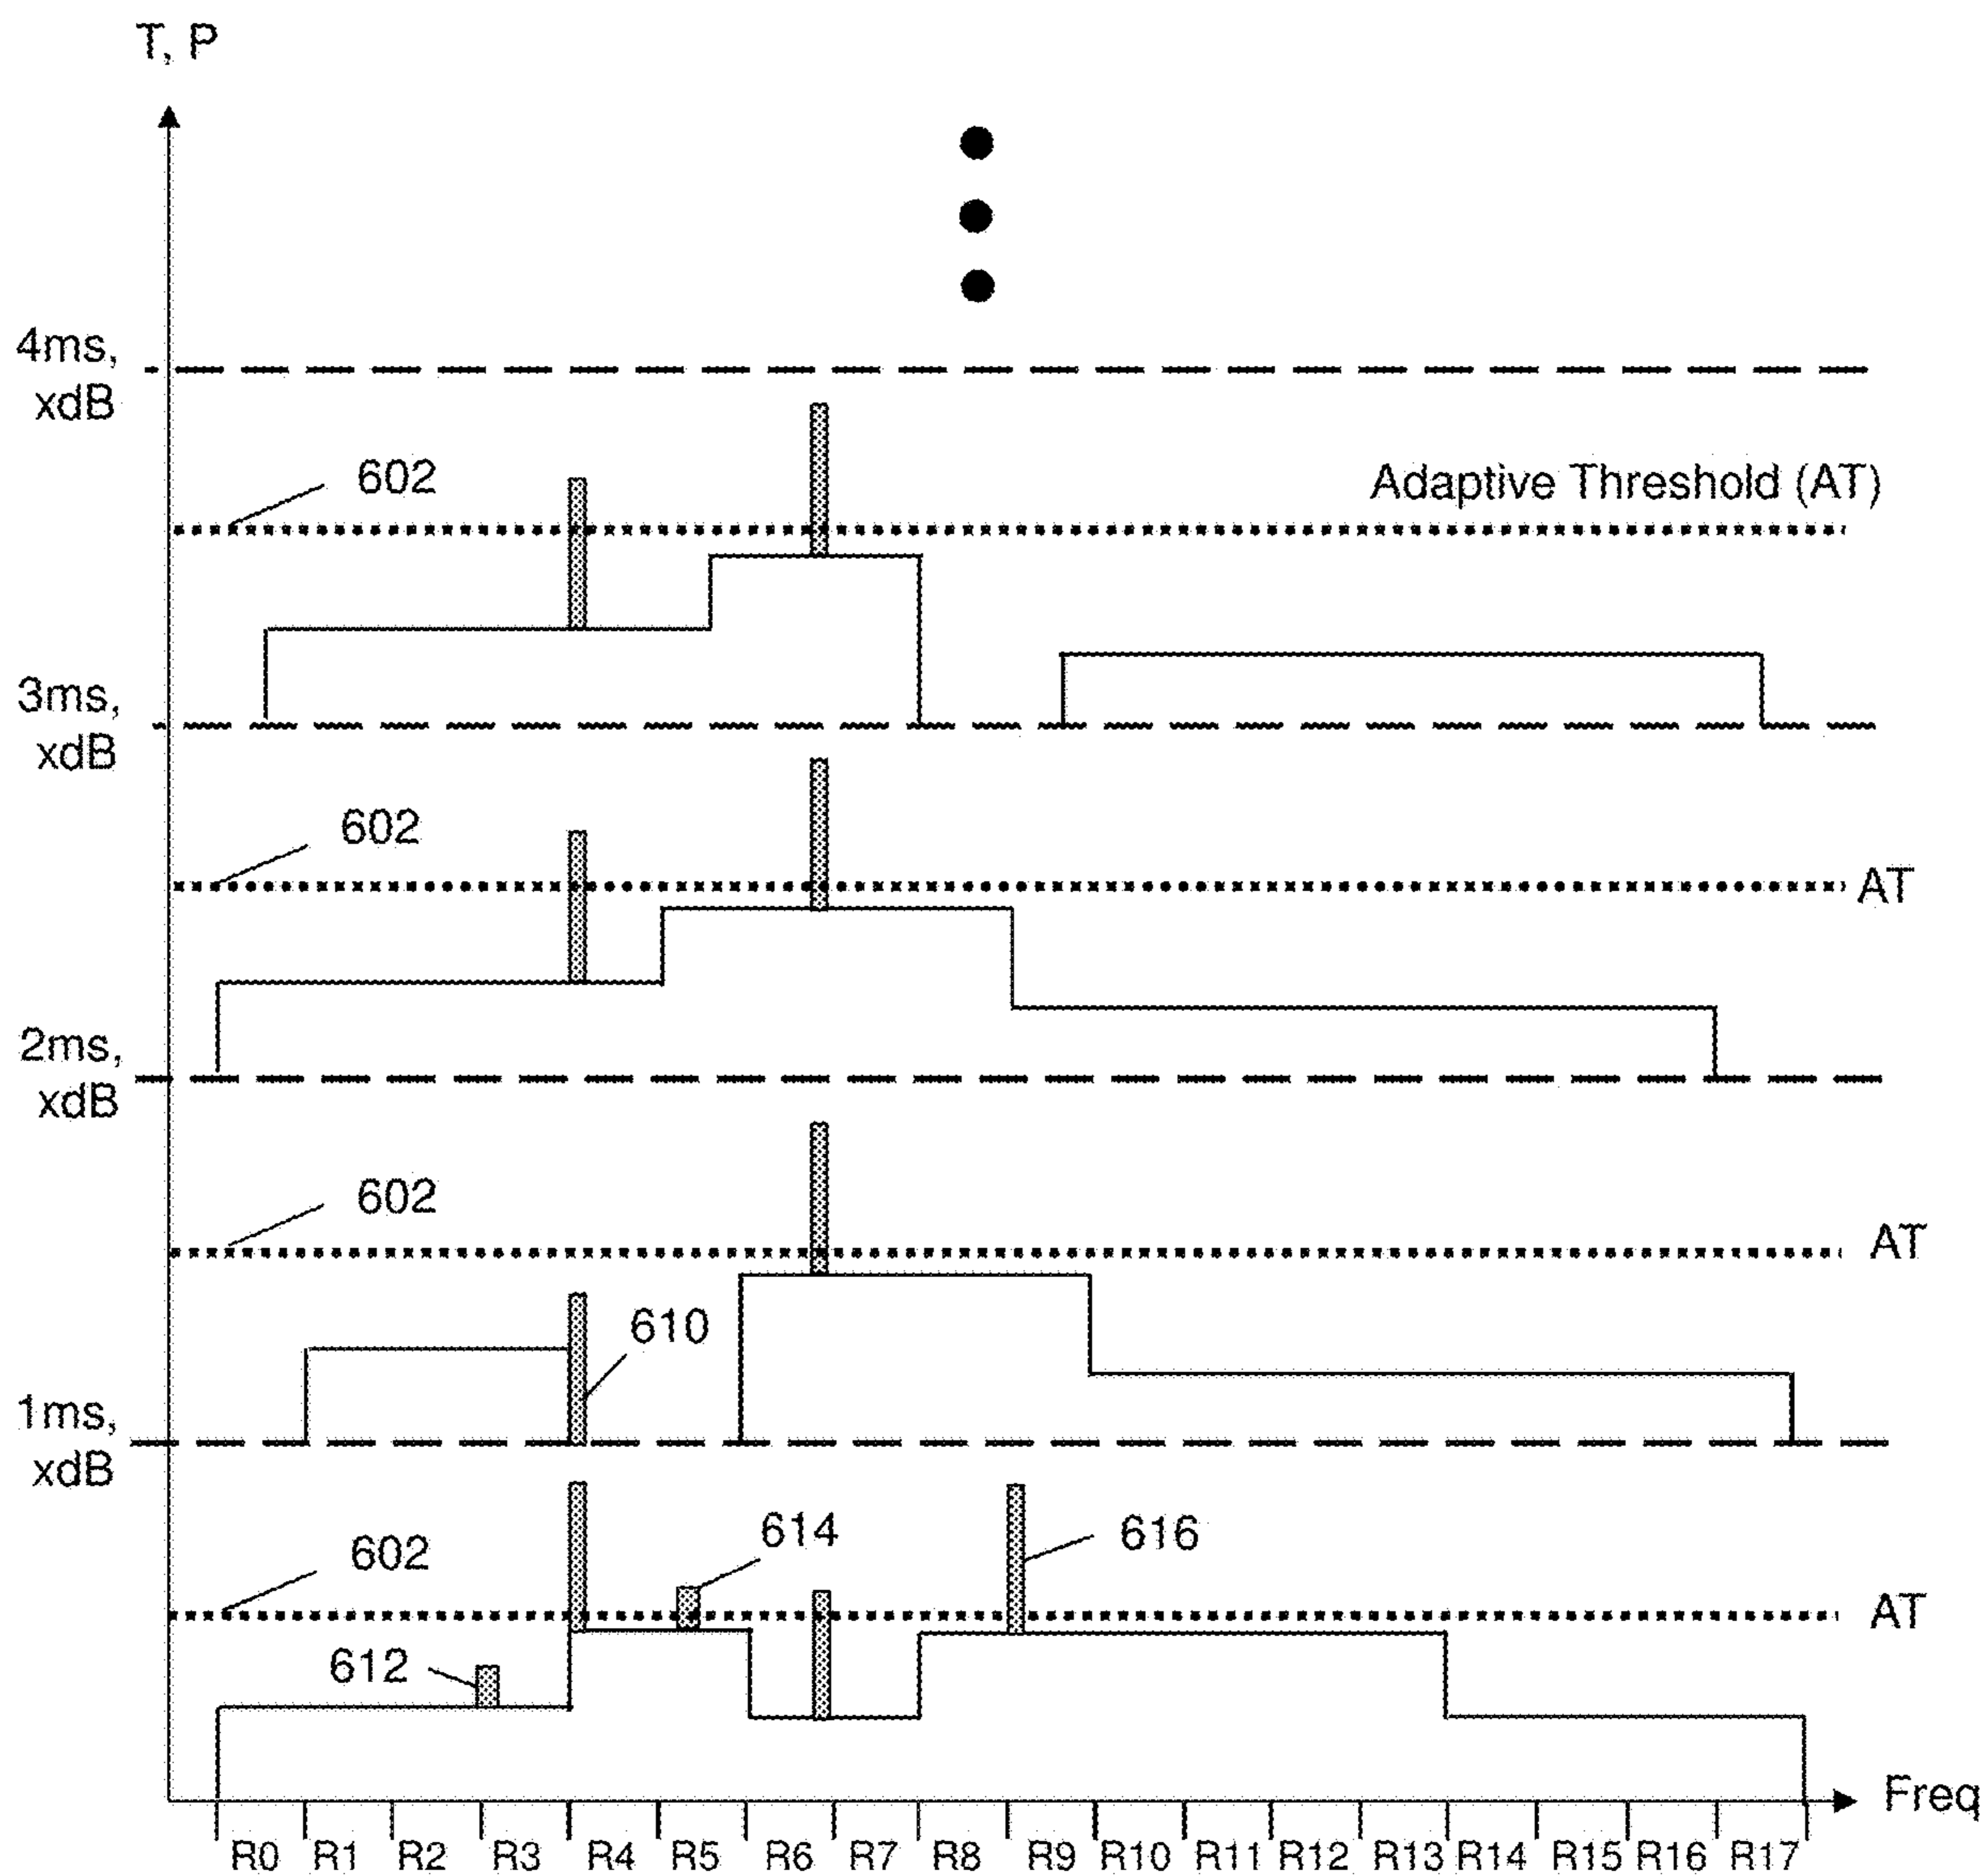 T, P
4ms,
xdB
602
Adaptive Threshold (AT)
3ms,
xdB
602
AT
2ms,
xdB
602
AT
610
1ms,
xdB
602
614
616
AT
612
Freq
R0 R1 R2 R3 R4 R5 R6 R7 R8 R9 R10 R11 R12 R13 R14 R15 R16 R17